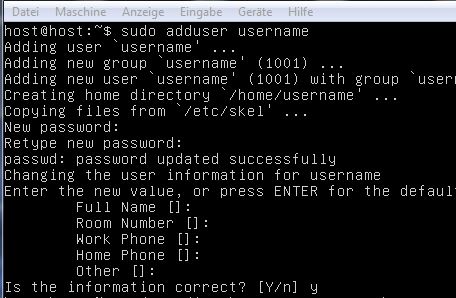 Datei Maschine Anzeige Eingabe Geräte Hilfe
host@host:~$ sudo adduser username
Adding user `username' ...
Adding new group `username' (1001) ...
Adding new user `username' (1001) with group `user
Creating home directory `/home/username' ...
Copying files from `/etc/skel' ...
New password:
Retype new password:
passwd: password updated successfully
Changing the user information for username
Enter the new value, or press ENTER for the defaul
Full Name []:
Room Number []:
Work Phone []:
Home Phone []:
Other []:
Is the information correct? [Y/n] y